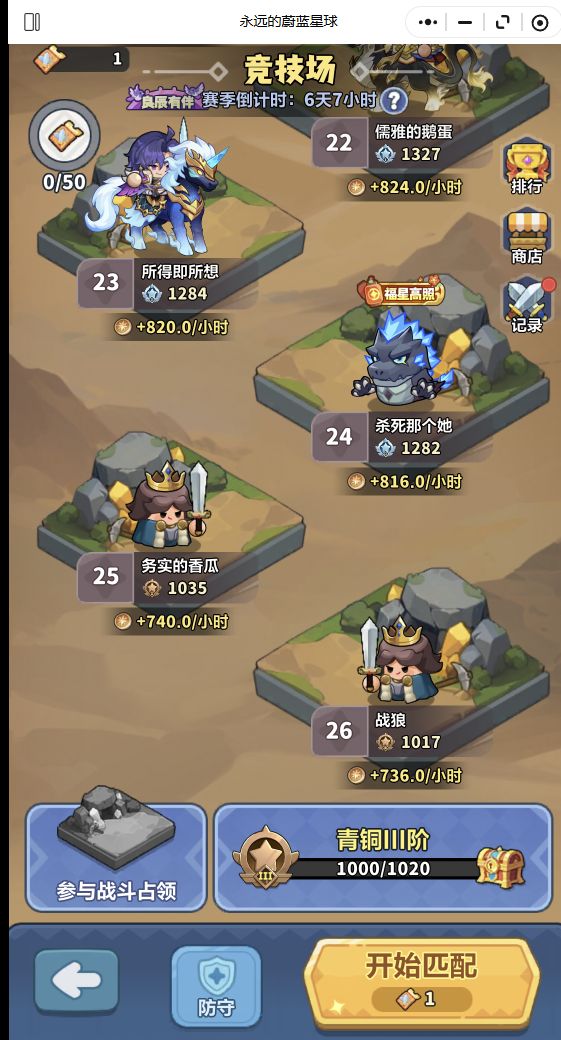 永远的蔚蓝星球
1
竞技场
良辰有伴
赛季倒计时：6天7小时
?
0/50
22
儒雅的鹅蛋
1327
+824.0/小时
排行
23
所得即所想
1284
+820.0/小时
商店
记录
福星高照
24
杀死那个她
1282
+816.0/小时
25
务实的香瓜
1035
+740.0/小时
26
战狼
1017
+736.0/小时
参与战斗占领
青铜III阶
III
1000/1020
防守
开始匹配
1